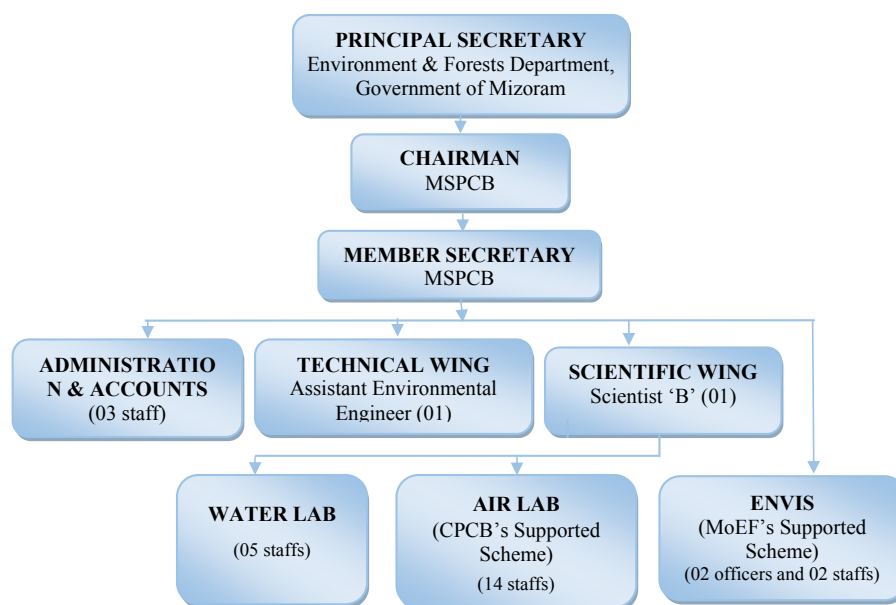 PRINCIPAL SECRETARY
Environment & Forests Department,
Government of Mizoram
CHAIRMAN
MSPCB
MEMBER SECRETARY
MSPCB
ADMINISTRATIO
N & ACCOUNTS
(03 staff)
TECHNICAL WING
Assistant Environmental
Engineer (01)
SCIENTIFIC WING
Scientist ‘B’ (01)
WATER LAB
(05 staffs)
AIR LAB
(CPCB’s Supported
Scheme)
(14 staffs)
ENVIS
(MoEF’s Supported
Scheme)
(02 officers and 02 staffs)